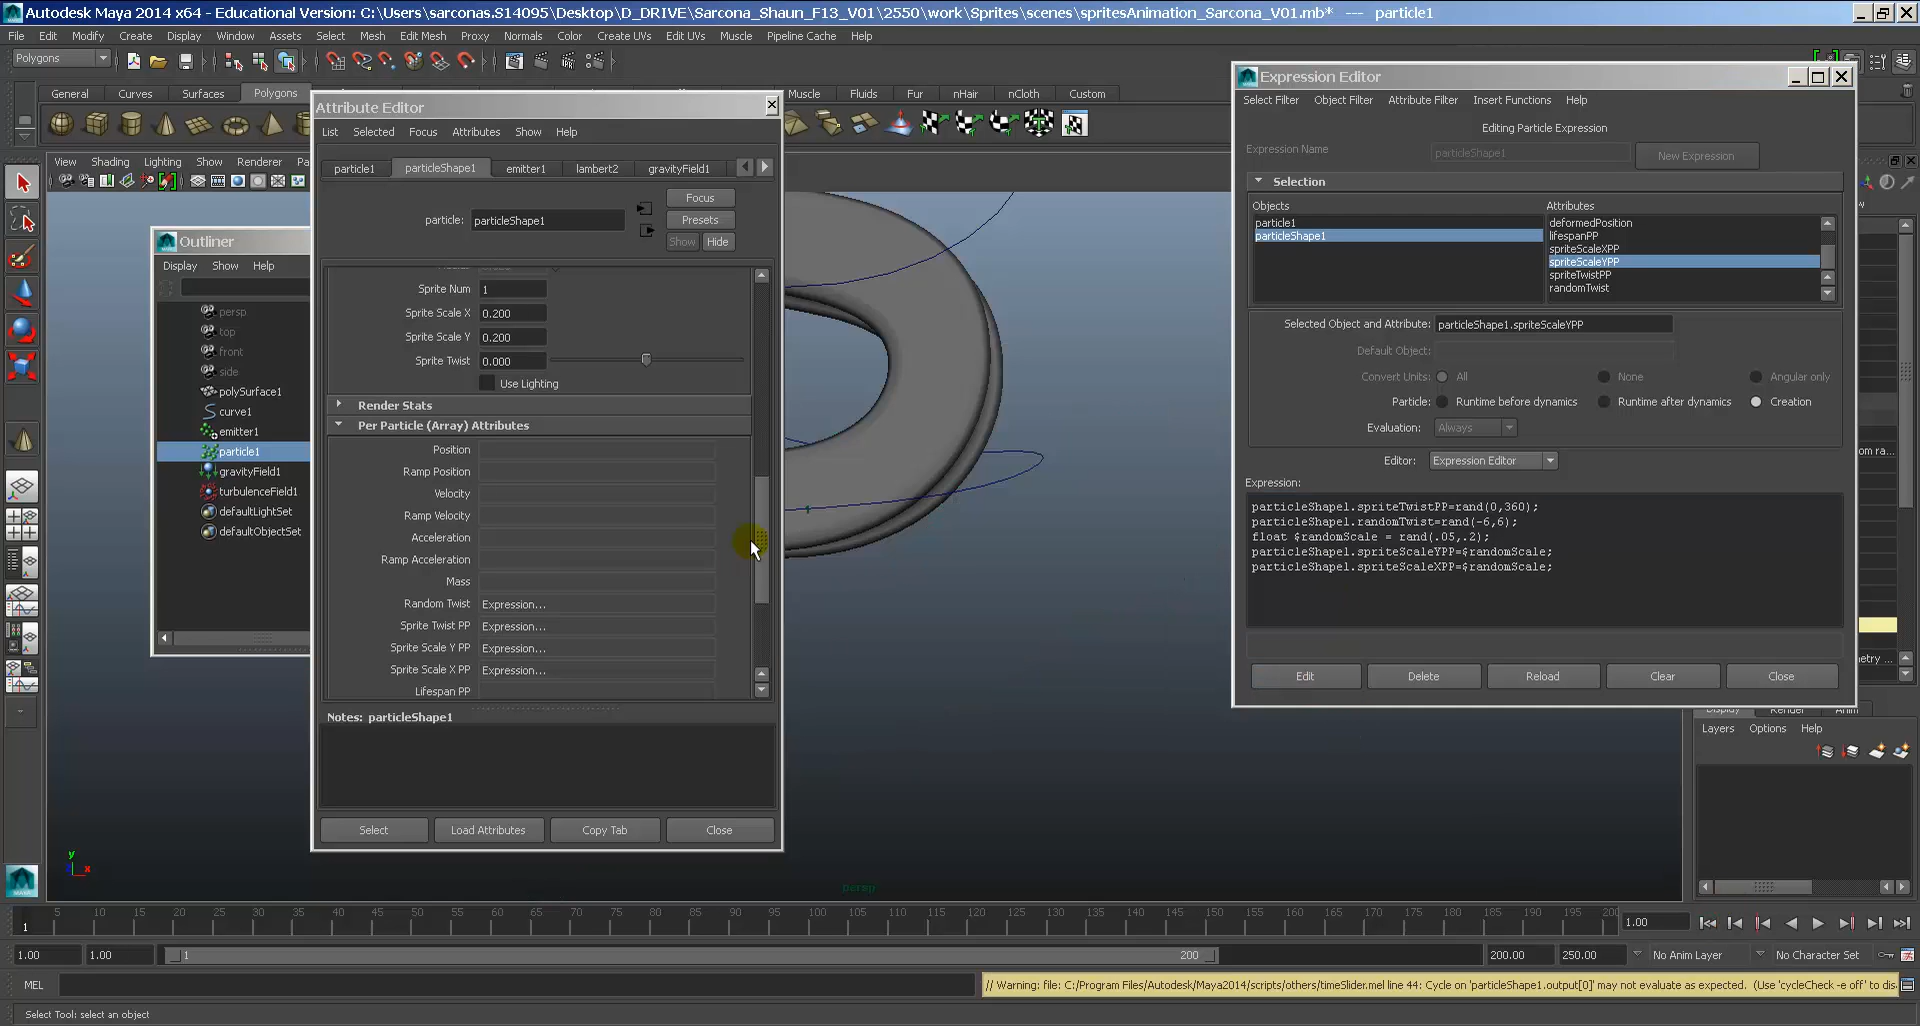 Autodesk Maya 2014 x64 - Educational Version: C:\Users\sarconas.S14095\Desktop\D_DRIVE\Sarcona_Shaun_F13_V01\2550\work\Sprites\scenes\spritesAnimation_Sarcona_V01.mb* --- particle1
File Edit Modify Create Display Window Assets Select Mesh Edit Mesh Proxy Normals Color Create UVs Edit UVs Muscle Pipeline Cache Help
Polygons
General Curves Surfaces Polygons Muscle Fluids Fur nHair nCloth Custom
View Shading Lighting Show Renderer
Outliner
Display Show Help
persp
top
front
side
polySurface1
curve1
emitter1
particle1
gravityField1
turbulenceField1
defaultLightSet
defaultObjectSet
Attribute Editor
List Selected Focus Attributes Show Help
particle1 particleShape1 emitter1 lambert2 gravityField1
particle: particleShape1
Focus
Presets
Show Hide
Sprite Num 1
Sprite Scale X 0.200
Sprite Scale Y 0.200
Sprite Twist 0.000
Use Lighting
Render Stats
Per Particle (Array) Attributes
Position
Ramp Position
Velocity
Ramp Velocity
Acceleration
Ramp Acceleration
Mass
Random Twist Expression...
Sprite Twist PP Expression...
Sprite Scale Y PP Expression...
Sprite Scale X PP Expression...
Lifespan PP
Notes: particleShape1
Select Load Attributes Copy Tab Close
Expression Editor
Select Filter Object Filter Attribute Filter Insert Functions Help
Editing Particle Expression
Expression Name particleShape1 New Expression
Selection
Objects Attributes
particle1
particleShape1
deformedPosition
lifespanPP
spriteScaleXPP
spriteScaleYPP
spriteTwistPP
randomTwist
Selected Object and Attribute: particleShape1.spriteScaleYPP
Default Object:
Convert Units: All None Angular only
Particle: Runtime before dynamics Runtime after dynamics Creation
Evaluation: Always
Editor: Expression Editor
Expression:
particleShape1.spriteTwistPP=rand(0,360);
particleShape1.randomTwist=rand(-6,6);
float $randomScale = rand(.05,.2);
particleShape1.spriteScaleYPP=$randomScale;
particleShape1.spriteScaleXPP=$randomScale;
Edit Delete Reload Clear Close
Display Render Anim
Layers Options Help
y
x
persp
5 10 15 20 25 30 35 40 45 50 55 60 65 70 75 80 85 90 95 100 105 110 115 120 125 130 135 140 145 150 155 160 165 170 175 180 185 190 195 200
1 1.00
1.00 1.00 1 200 200.00 250.00 No Anim Layer No Character Set
MEL // Warning: file: C:/Program Files/Autodesk/Maya2014/scripts/others/timeSlider.mel line 44: Cycle on 'particleShape1.output[0]' may not evaluate as expected. (Use 'cycleCheck -e off' to dis
Select Tool: select an object